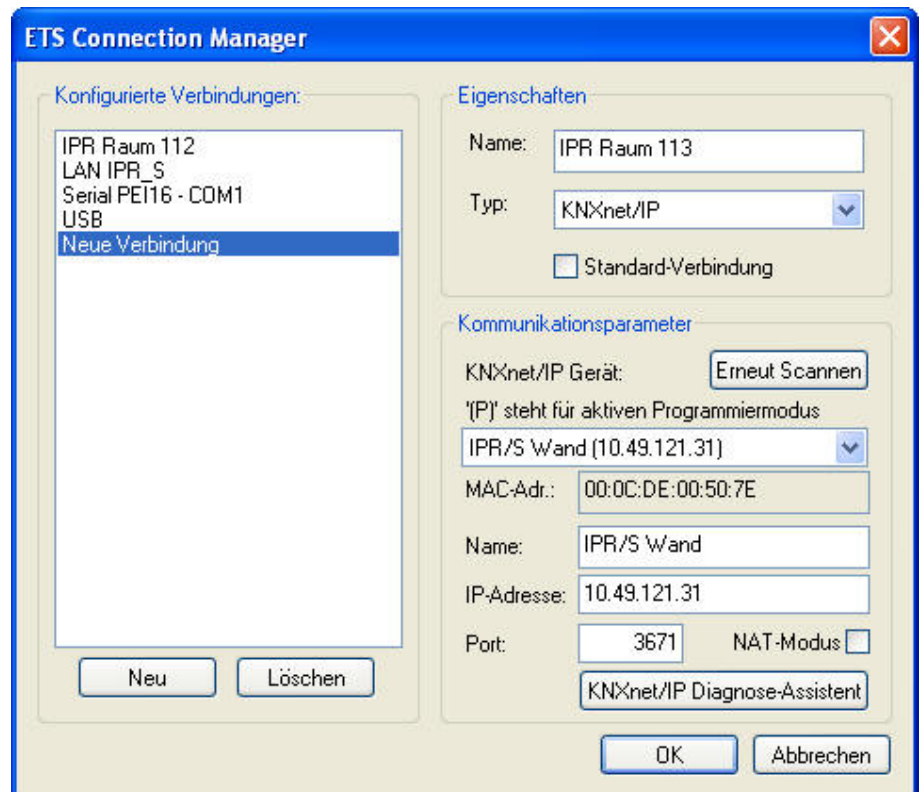 ETS Connection Manager
Konfigurierte Verbindungen:
IPR Raum 112
LAN IPR_S
Serial PEI16 - COM1
USB
Neue Verbindung
Neu
Löschen
Eigenschaften
Name: IPR Raum 113
Typ: KNXnet/IP
Standard-Verbindung
Kommunikationsparameter
KNXnet/IP Gerät: Erneut Scannen
'(P)' steht für aktiven Programmiermodus
IPR/S Wand (10.49.121.31)
MAC-Adr.: 00:0C:DE:00:50:7E
Name: IPR/S Wand
IP-Adresse: 10.49.121.31
Port: 3671 NAT-Modus
KNXnet/IP Diagnose-Assistent
OK
Abbrechen